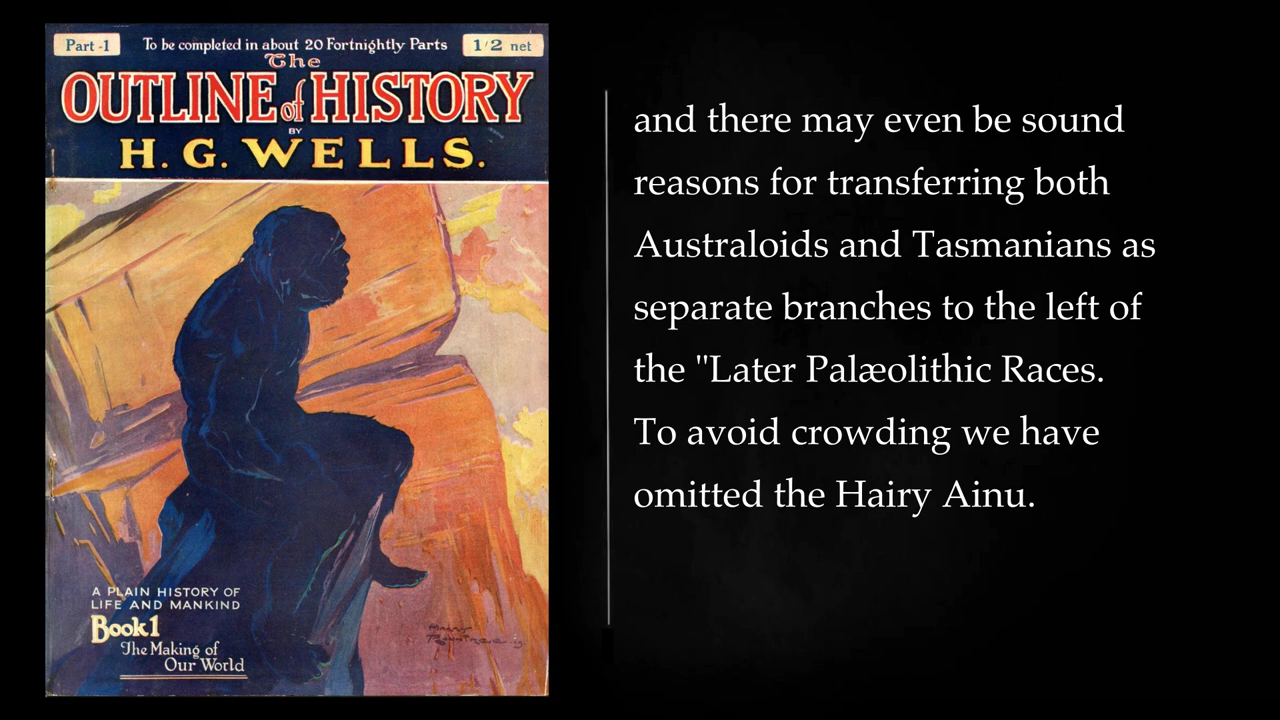 Part -1
To be completed in about 20 Fortnightly Parts
1/2 net
The
OUTLINE of HISTORY
BY
H. G. WELLS.
A PLAIN HISTORY OF
LIFE AND MANKIND
Book 1
The Making of
Our World
and there may even be sound
reasons for transferring both
Australoids and Tasmanians as
separate branches to the left of
the "Later Palæolithic Races.
To avoid crowding we have
omitted the Hairy Ainu.